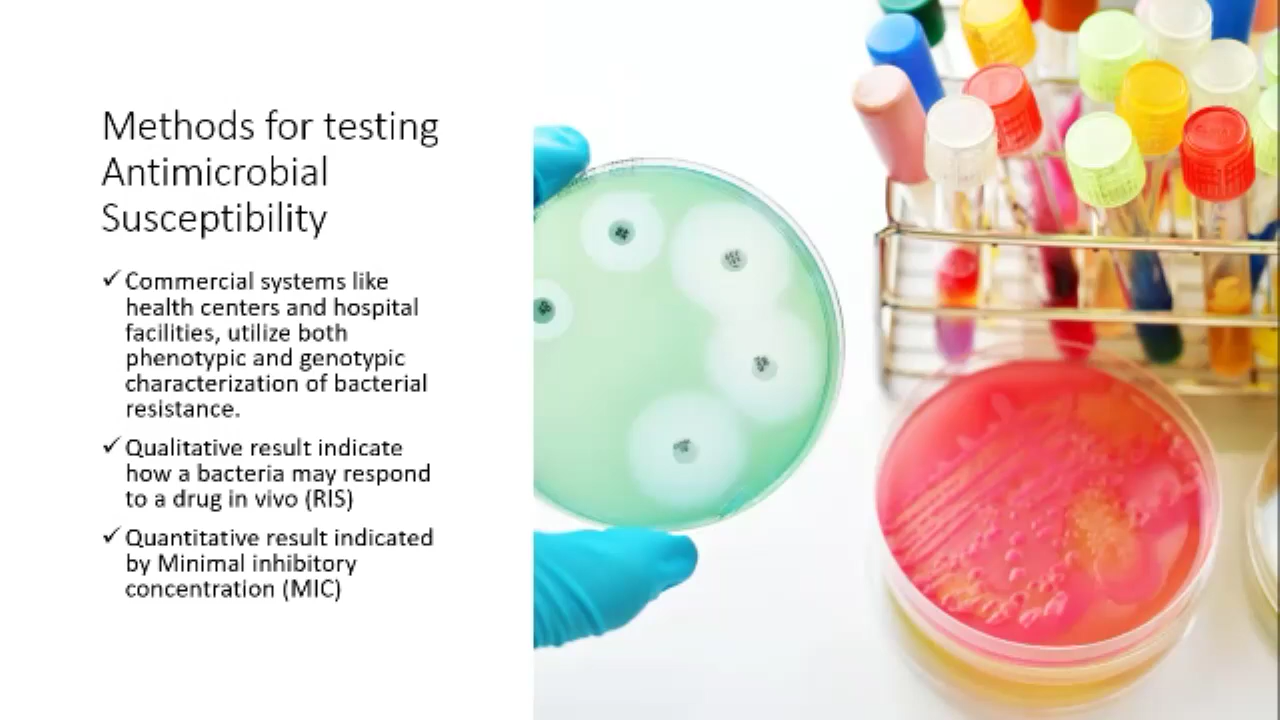 Methods for testing
Antimicrobial
Susceptibility
✓ Commercial systems like
health centers and hospital
facilities, utilize both
phenotypic and genotypic
characterization of bacterial
resistance.
✓ Qualitative result indicate
how a bacteria may respond
to a drug in vivo (RIS)
✓ Quantitative result indicated
by Minimal inhibitory
concentration (MIC)